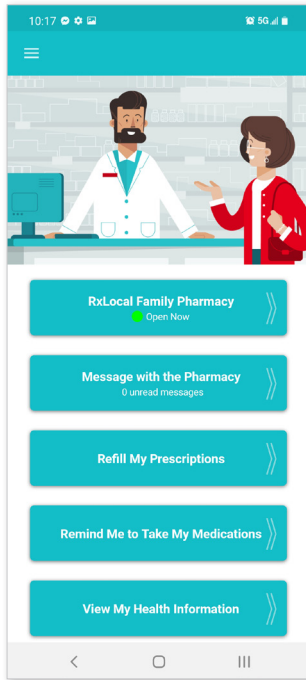 10:17
5G
RxLocal Family Pharmacy
Open Now
Message with the Pharmacy
0 unread messages
Refill My Prescriptions
Remind Me to Take My Medications
View My Health Information